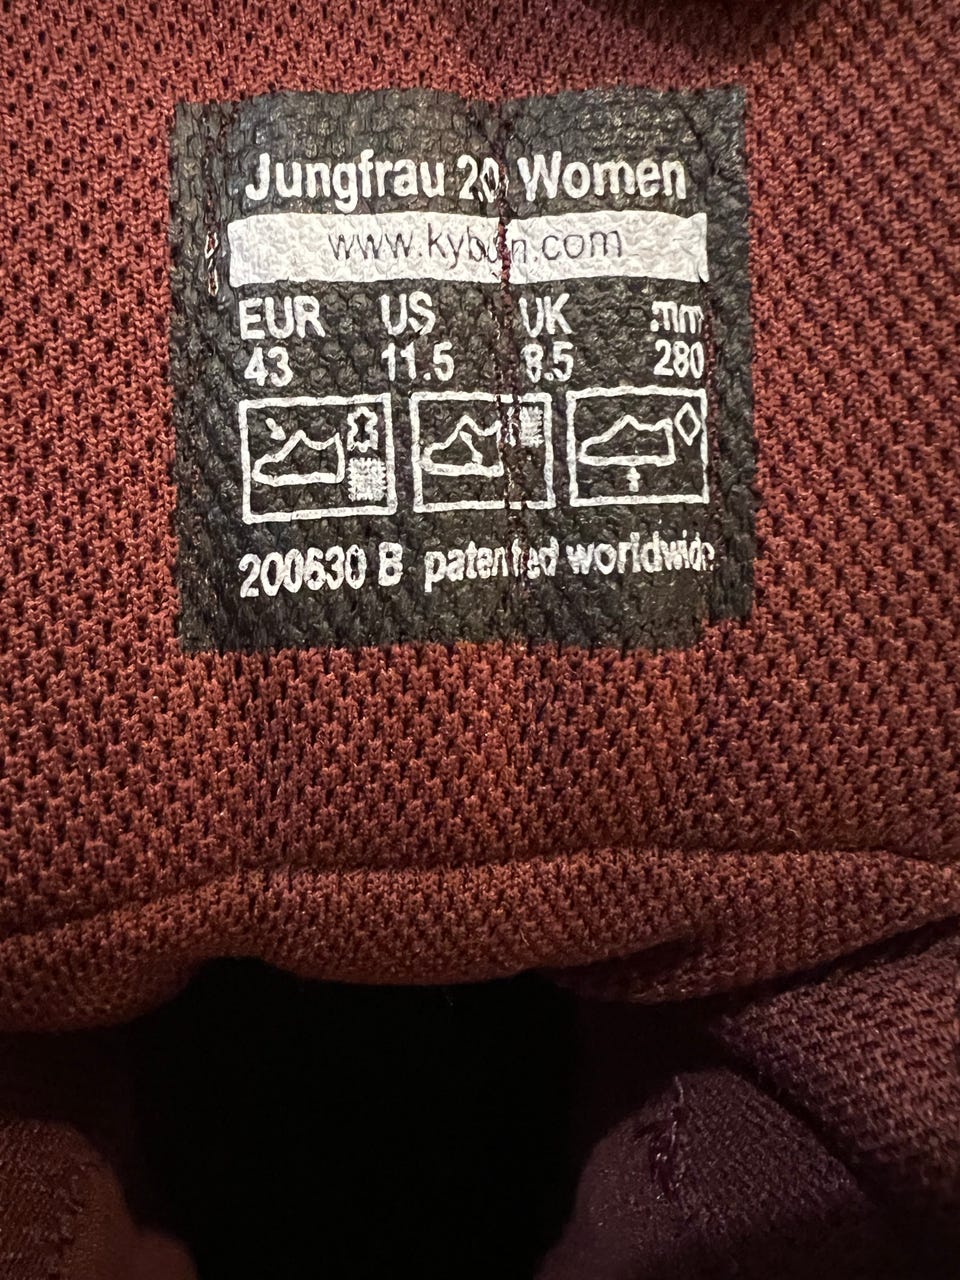 Jungfrau 20 Women
www.kybun.com
EUR US UK mm
43 11.5 8.5 280
200630 B patented worldwide